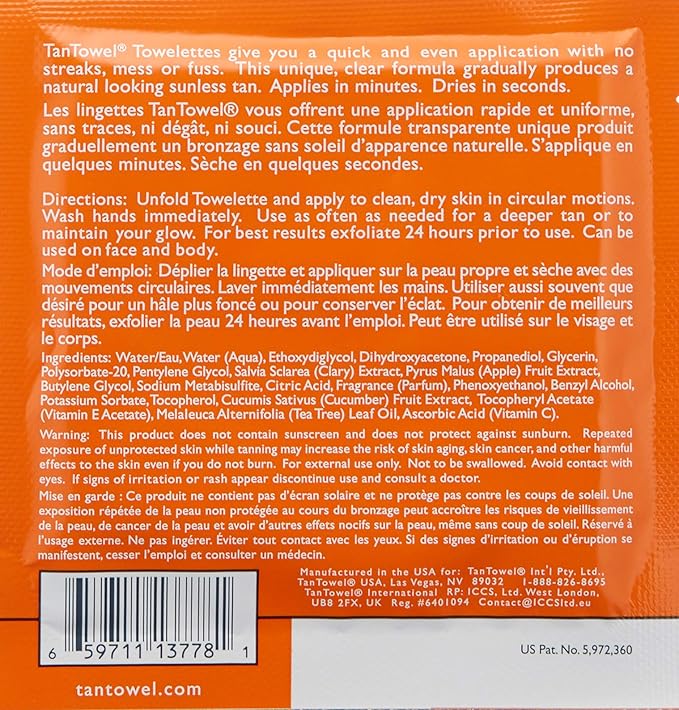 TanTowel® Towelettes give you a quick and even application with no
streaks, mess or fuss. This unique, clear formula gradually produces a
natural looking sunless tan. Applies in minutes. Dries in seconds.
Les lingettes TanTowel® vous offrent une application rapide et uniforme,
sans traces, ni dégât, ni souci. Cette formule transparente unique produit
graduellement un bronzage sans soleil d'apparence naturelle. S'applique en
quelques minutes. Sèche en quelques secondes.
Directions: Unfold Towelette and apply to clean, dry skin in circular motions.
Wash hands immediately. Use as often as needed for a deeper tan or to
maintain your glow. For best results exfoliate 24 hours prior to use. Can be
used on face and body.
Mode d'emploi: Déplier la lingette et appliquer sur la peau propre et sèche avec des
mouvements circulaires. Laver immédiatement les mains. Utiliser aussi souvent que
désiré pour un hâle plus foncé ou pour conserver l'éclat. Pour obtenir de meilleurs
résultats, exfolier la peau 24 heures avant l'emploi. Peut être utilisé sur le visage et
le corps.
Ingredients: Water/Eau, Water (Aqua), Ethoxydiglycol, Dihydroxyacetone, Propanediol, Glycerin,
Polysorbate-20, Pentylene Glycol, Salvia Sclarea (Clary) Extract, Pyrus Malus (Apple) Fruit Extract,
Butylene Glycol, Sodium Metabisulfite, Citric Acid, Fragrance (Parfum), Phenoxyethanol, Benzyl Alcohol,
Potassium Sorbate, Tocopherol, Cucumis Sativus (Cucumber) Fruit Extract, Tocopheryl Acetate
(Vitamin E Acetate), Melaleuca Alternifolia (Tea Tree) Leaf Oil, Ascorbic Acid (Vitamin C).
Warning: This product does not contain sunscreen and does not protect against sunburn. Repeated
exposure of unprotected skin while tanning may increase the risk of skin aging, skin cancer, and other harmful
effects to the skin even if you do not burn. For external use only. Not to be swallowed. Avoid contact with
eyes. If signs of irritation or rash appear discontinue use and consult a doctor.
Mise en garde : Ce produit ne contient pas d'écran solaire et ne protège pas contre les coups de soleil. Une
exposition répétée de la peau non protégée au cours du bronzage peut accroître les risques de vieillissement
de la peau, de cancer de la peau et avoir d'autres effets nocifs sur la peau, même sans coup de soleil. Réservé à
l'usage externe. Ne pas ingérer. Éviter tout contact avec les yeux. Si des signes d'irritation ou d'éruption se
manifestent, cesser l'emploi et consulter un médecin.
Manufactured in the USA for: TanTowel® Int'l Pty. Ltd.,
TanTowel® USA, Las Vegas, NV 89032 1-888-826-8695
TanTowel® International RP: ICCS, Ltd. West London,
UB8 2FX, UK Reg. #6401094 Contact@ICCSltd.eu
6 59711 13778 1
US Pat. No. 5,972,360
tantowel.com